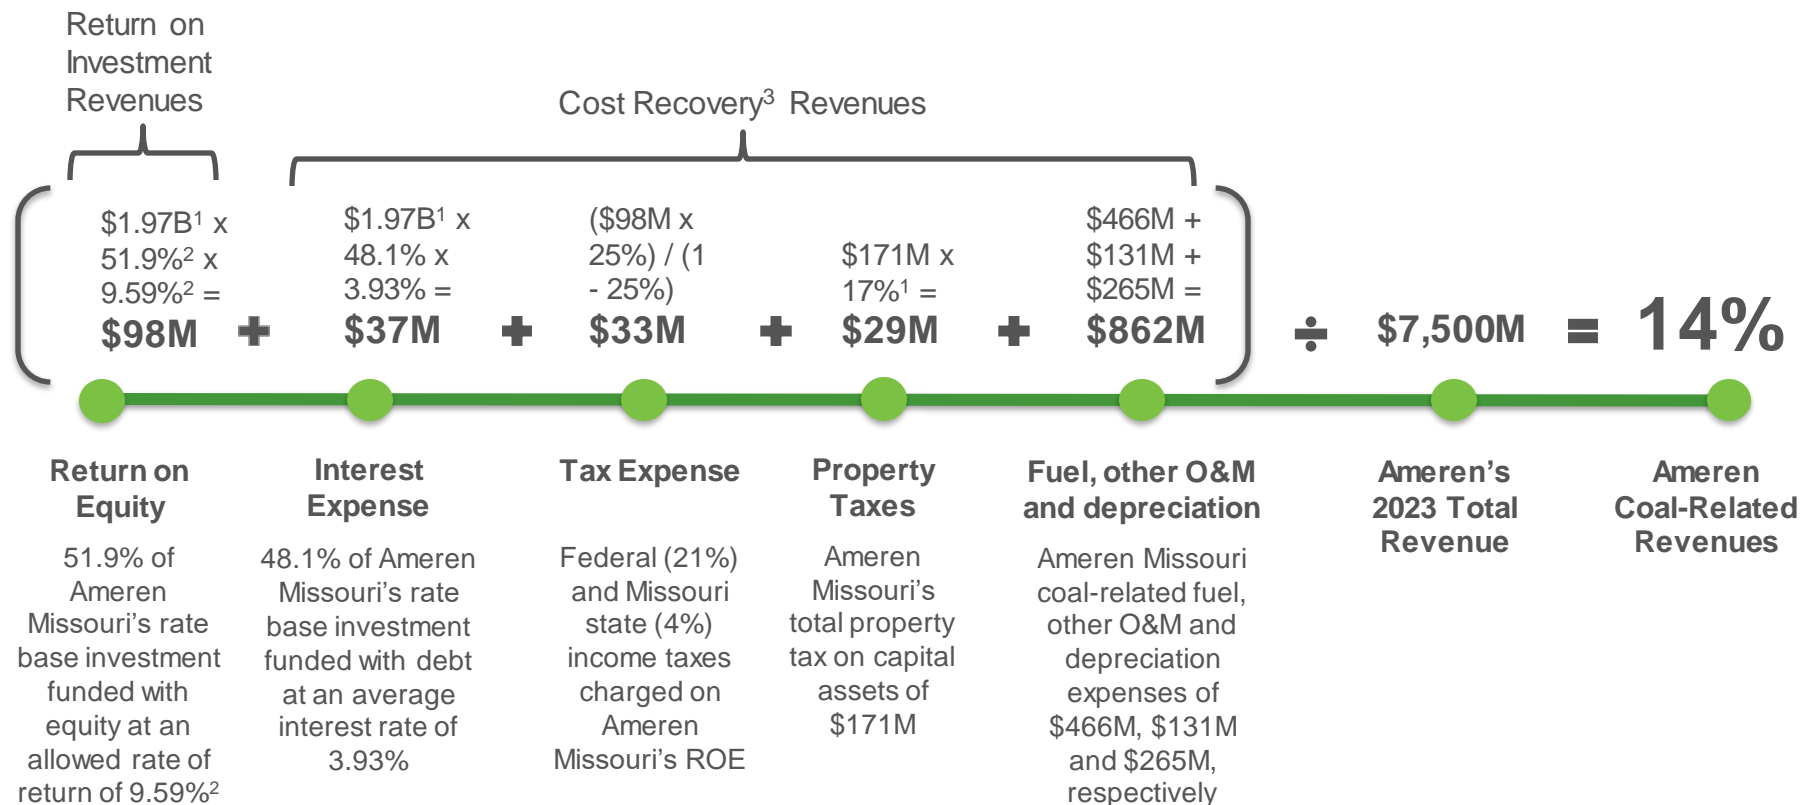 Return on
Investment
Revenues
Cost Recovery³ Revenues
$1.97B¹ x
51.9%² x
9.59%² =
$98M
+
$1.97B¹ x
48.1% x
3.93% =
$37M
+
($98M x
25%) / (1
- 25%)
$33M
+
$171M x
17%¹ =
$29M
+
$466M +
$131M +
$265M =
$862M
÷
$7,500M
=
14%
Return on
Equity
51.9% of
Ameren
Missouri’s rate
base investment
funded with
equity at an
allowed rate of
return of 9.59%²
Interest
Expense
48.1% of Ameren
Missouri’s rate
base investment
funded with debt
at an average
interest rate of
3.93%
Tax Expense
Federal (21%)
and Missouri
state (4%)
income taxes
charged on
Ameren
Missouri’s ROE
Property
Taxes
Ameren
Missouri’s
total property
tax on capital
assets of
$171M
Fuel, other O&M
and depreciation
Ameren Missouri
coal-related fuel,
other O&M and
depreciation
expenses of
$466M, $131M
and $265M,
respectively
Ameren’s
2023 Total
Revenue
Ameren
Coal-Related
Revenues